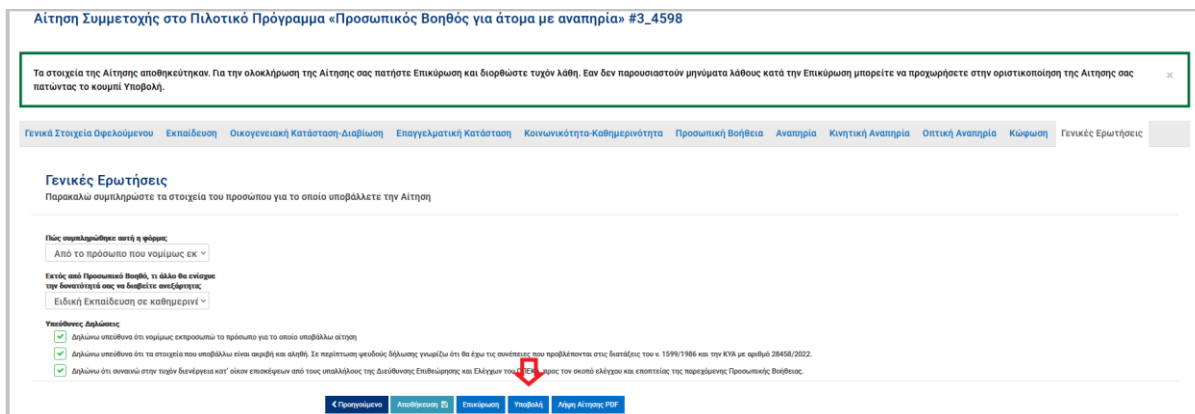 Αίτηση Συμμετοχής στο Πιλοτικό Πρόγραμμα «Προσωπικός Βοηθός για άτομα με αναπηρία» #3_4598
Τα στοιχεία της Αίτησης αποθηκεύτηκαν. Για την ολοκλήρωση της Αίτησης σας πατήστε Επικύρωση και διορθώστε τυχόν λάθη. Εαν δεν παρουσιαστούν μηνύματα λάθους κατά την Επικύρωση μπορείτε να προχωρήσετε στην οριστικοποίηση της Αιτησης σας
πατώντας το κουμπί Υποβολή.
Γενικά Στοιχεία Ωφελούμενου Εκπαίδευση Οικογενειακή Κατάσταση-Διαβίωση Επαγγελματική Κατάσταση Κοινωνικότητα-Καθημερινότητα Προσωπική Βοήθεια Αναπηρία Κινητική Αναπηρία Οπτική Αναπηρία Κώφωση Γενικές Ερωτήσεις
Γενικές Ερωτήσεις
Παρακαλώ συμπληρώστε τα στοιχεία του προσώπου για το οποίο υποβάλλετε την Αίτηση
Πώς συμπληρώθηκε αυτή η φόρμα;
Από το πρόσωπο που νομίμως εκ
Εκτός από Προσωπικό Βοηθό, τι άλλο θα ενίσχυε
την δυνατότητά σας να διαβείτε ανεξάρτητα;
Ειδική Εκπαίδευση σε καθημεριν
Υπεύθυνες Δηλώσεις
Δηλώνω υπεύθυνα ότι νομίμως εκπροσωπώ το πρόσωπο για το οποίο υποβάλλω αίτηση
Δηλώνω υπεύθυνα ότι τα στοιχεία που υποβάλλω είναι ακριβή και αληθή. Σε περίπτωση ψευδούς δήλωσης γνωρίζω ότι θα έχω τις συνέπειες που προβλέπονται στις διατάξεις του ν. 1599/1986 και την ΚΥΑ με αριθμό 28458/2022.
Δηλώνω ότι συναινώ στην τυχόν διενέργεια κατ' οίκον επισκέψεων από τους υπαλλήλους της Διεύθυνσης Επιθεώρησης και Ελέγχων του ΟΠΕΚΑ, προς τον σκοπό ελέγχου και εποπτείας της παρεχόμενης Προσωπικής Βοήθειας.
Προηγούμενο Αποθήκευση Επικύρωση Υποβολή Λήψη Αίτησης PDF